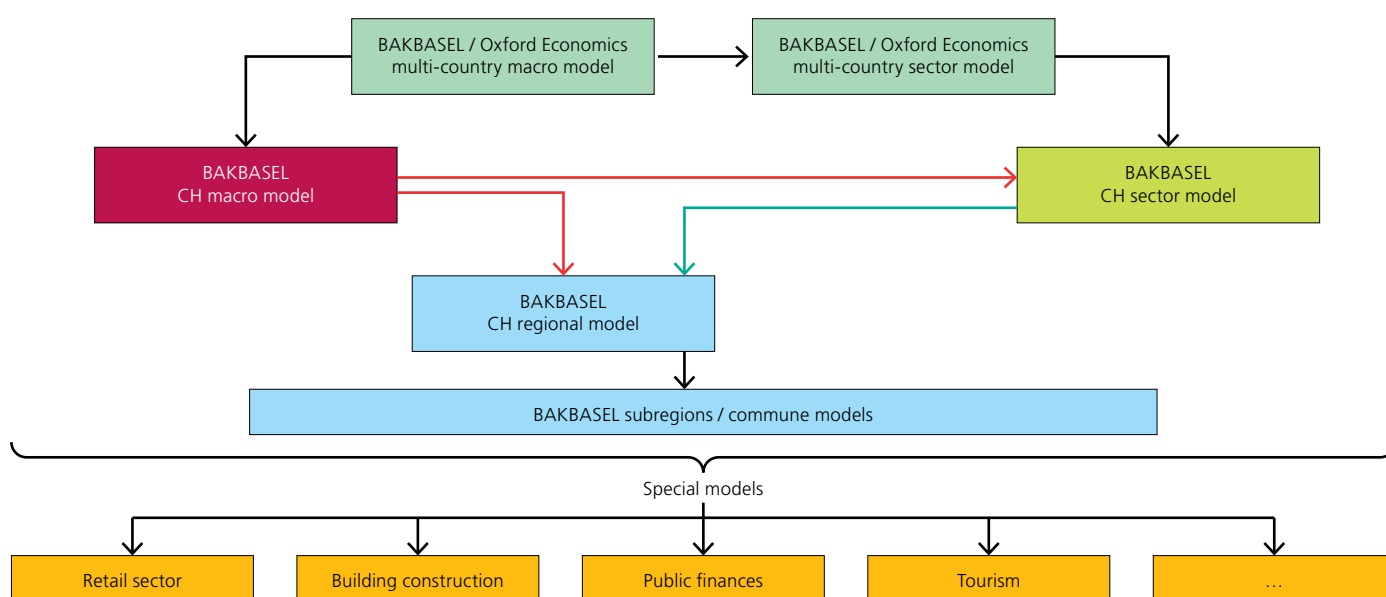 BAKBASEL / Oxford Economics
multi-country macro model
BAKBASEL / Oxford Economics
multi-country sector model
BAKBASEL
CH macro model
BAKBASEL
CH sector model
BAKBASEL
CH regional model
BAKBASEL subregions / commune models
Special models
Retail sector
Building construction
Public finances
Tourism
…